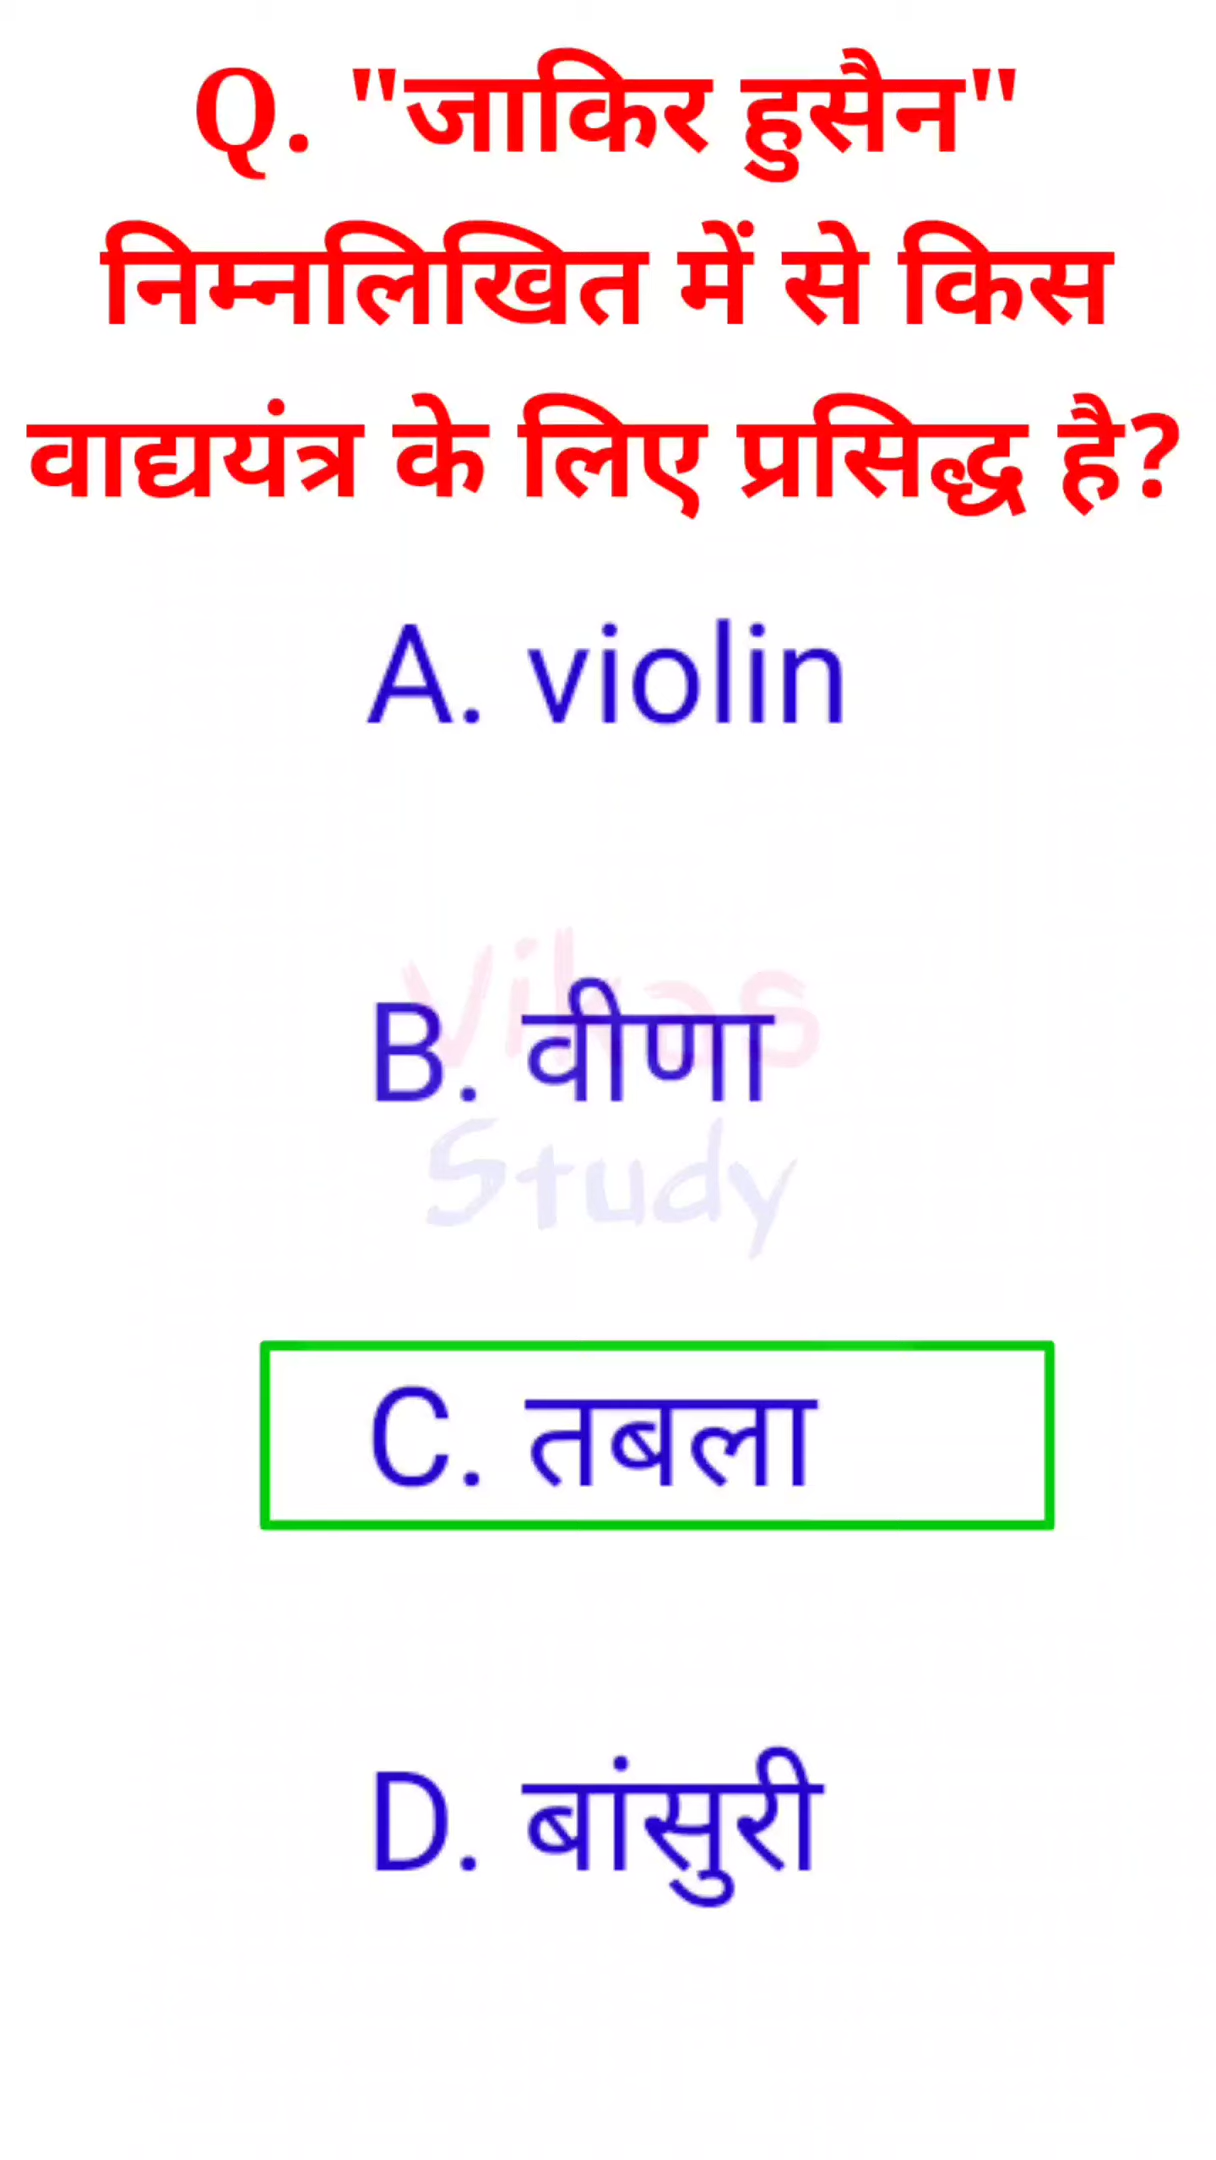 Q. "जाकिर हुसैन"
निम्नलिखित में से किस
वाद्ययंत्र के लिए प्रसिद्ध है?
A. violin
Vikas
B. वीणा
Study
C. तबला
D. बांसुरी